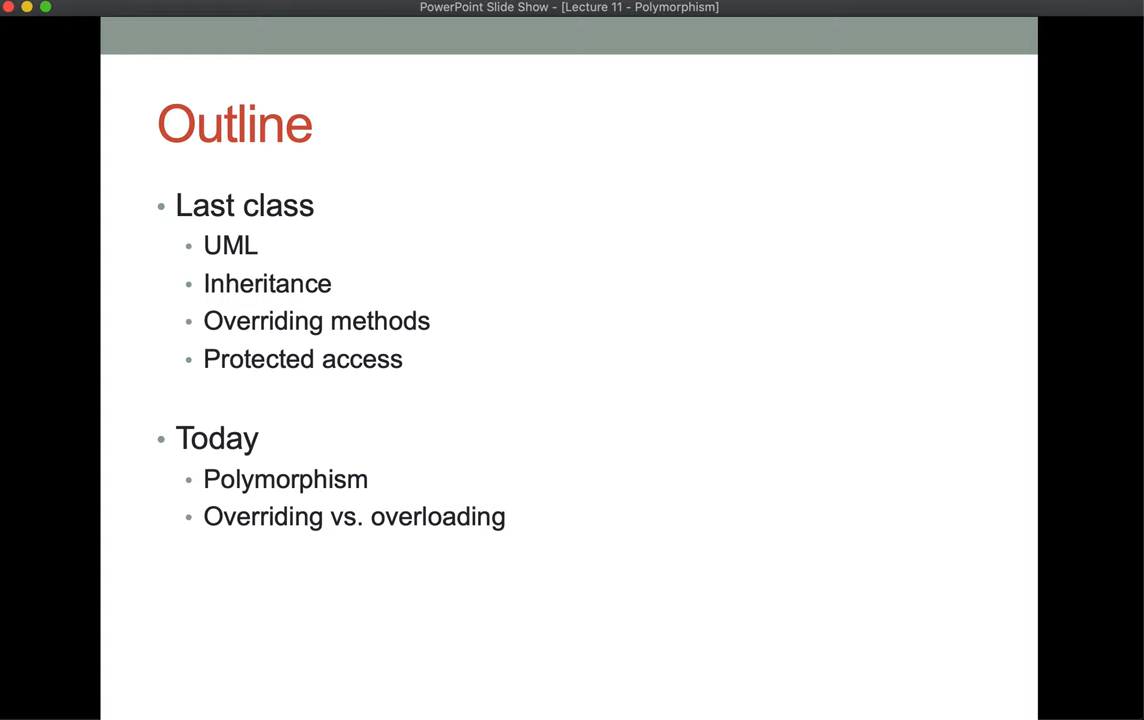 PowerPoint Slide Show - [Lecture 11 - Polymorphism]
Outline
• Last class
• UML
• Inheritance
• Overriding methods
• Protected access
• Today
• Polymorphism
• Overriding vs. overloading